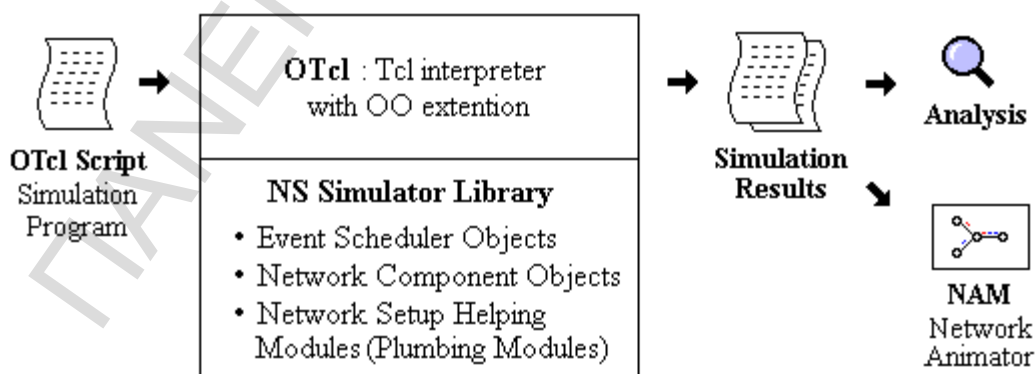 OTcl Script
Simulation
Program
OTcl : Tcl interpreter
with OO extention
NS Simulator Library
• Event Scheduler Objects
• Network Component Objects
• Network Setup Helping
Modules (Plumbing Modules)
Simulation
Results
Analysis
NAM
Network
Animator
ΠΑΝΕ